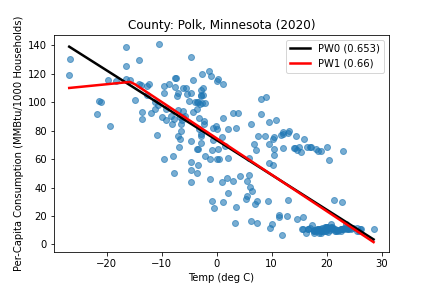 County: Polk, Minnesota (2020)
Per-Capita Consumption (MMBtu/1000 Households)
140
120
100
80
60
40
20
0
PW0 (0.653)
PW1 (0.66)
−20 −10 0 10 20 30
Temp (deg C)